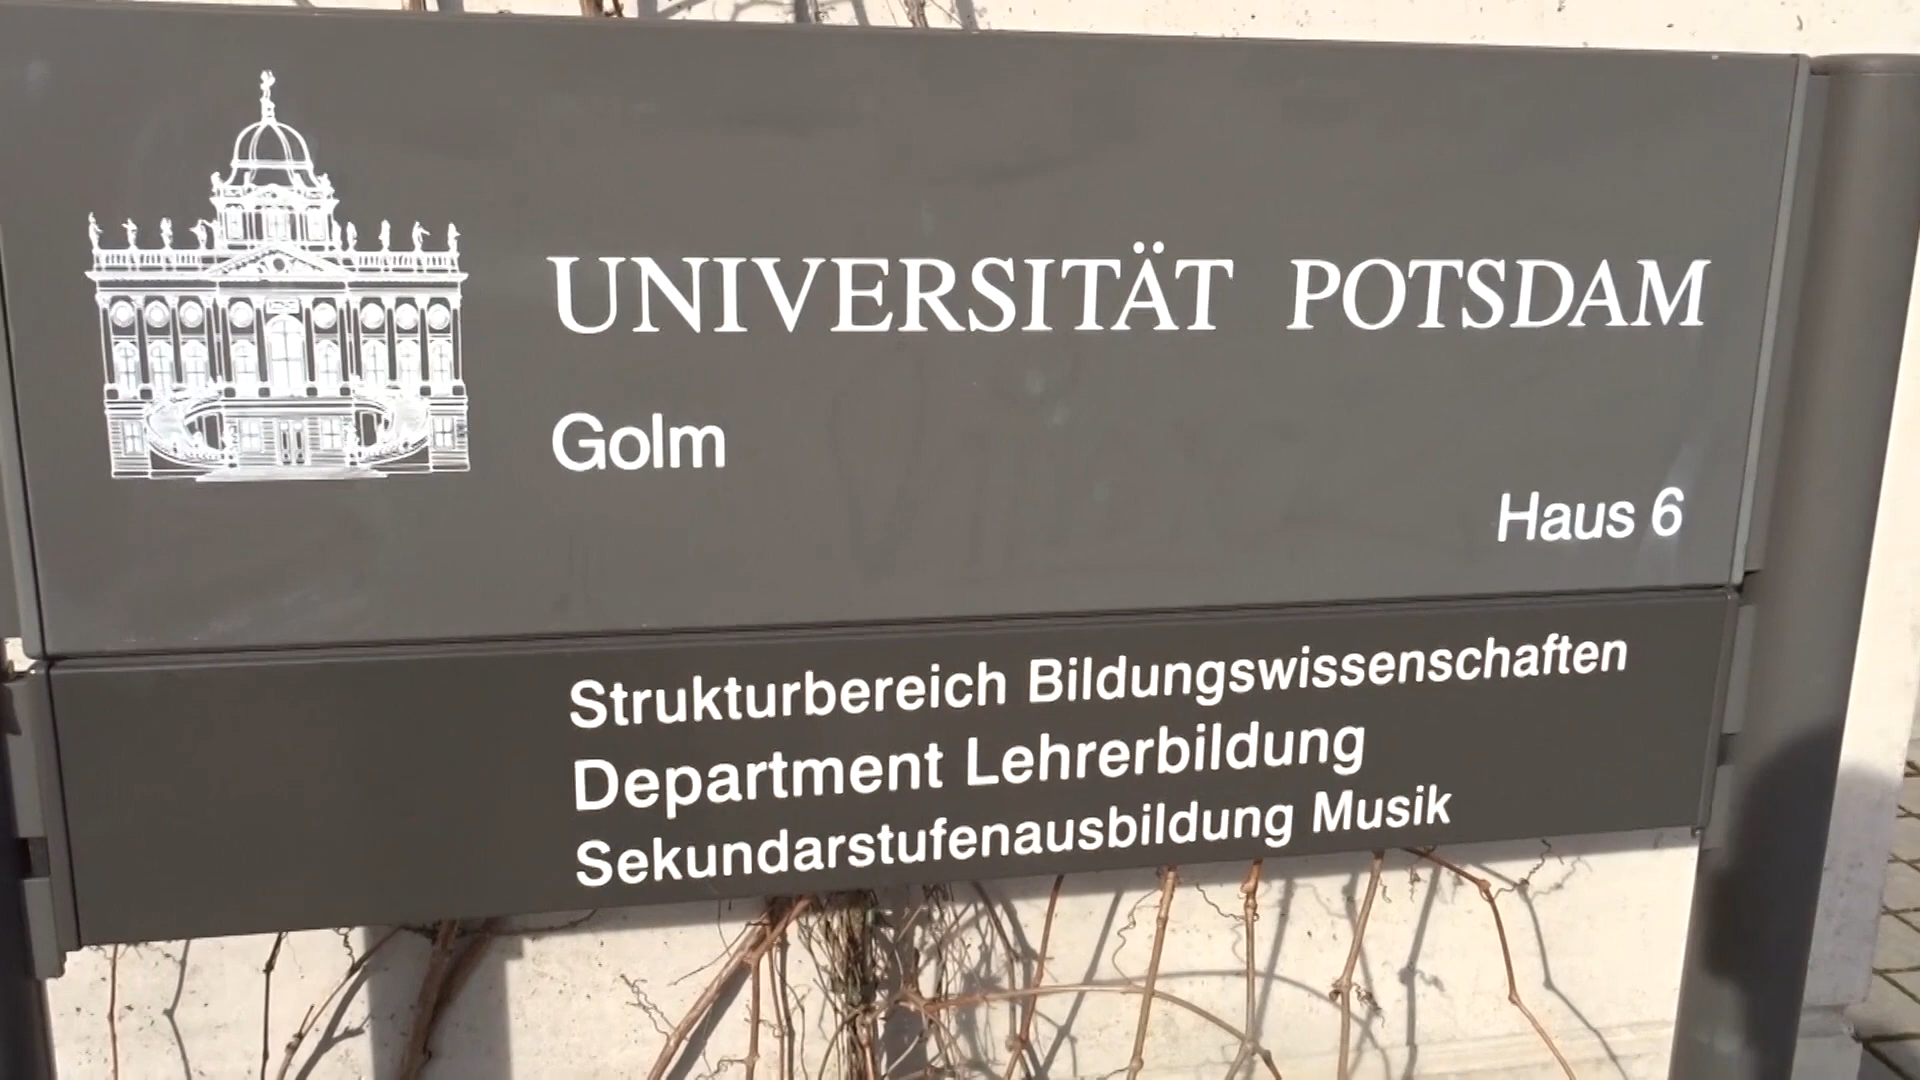 UNIVERSITÄT POTSDAM
Golm
Haus 6
Strukturbereich Bildungswissenschaften
Department Lehrerbildung
Sekundarstufenausbildung Musik